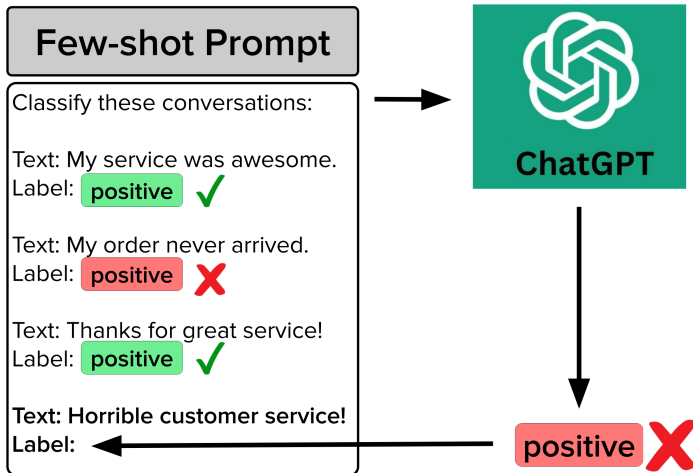 Few-shot Prompt
Classify these conversations:
Text: My service was awesome.
Label: positive
Text: My order never arrived.
Label: positive
Text: Thanks for great service!
Label: positive
Text: Horrible customer service!
Label:
ChatGPT
positive